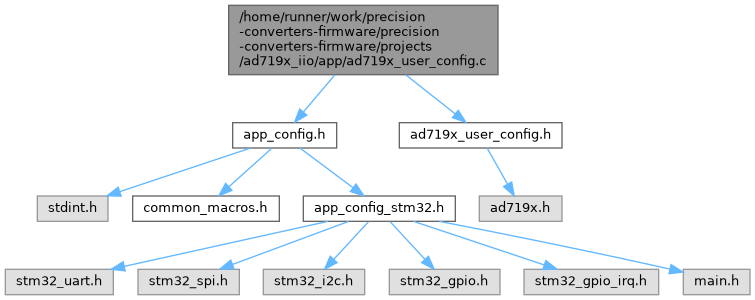 /home/runner/work/precision
-converters-firmware/precision
-converters-firmware/projects
/ad719x_iio/app/ad719x_user_config.c
app_config.h
ad719x_user_config.h
stdint.h
common_macros.h
app_config_stm32.h
ad719x.h
stm32_uart.h
stm32_spi.h
stm32_i2c.h
stm32_gpio.h
stm32_gpio_irq.h
main.h